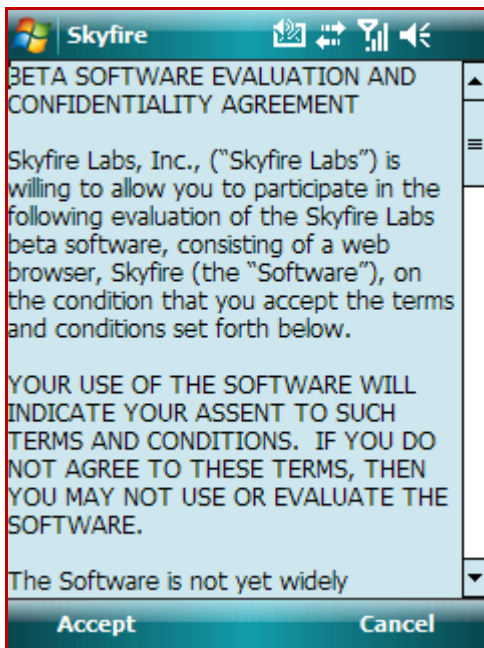 Skyfire
BETA SOFTWARE EVALUATION AND
CONFIDENTIALITY AGREEMENT
Skyfire Labs, Inc., (“Skyfire Labs”) is
willing to allow you to participate in the
following evaluation of the Skyfire Labs
beta software, consisting of a web
browser, Skyfire (the “Software”), on
the condition that you accept the terms
and conditions set forth below.
YOUR USE OF THE SOFTWARE WILL
INDICATE YOUR ASSENT TO SUCH
TERMS AND CONDITIONS.  IF YOU DO
NOT AGREE TO THESE TERMS, THEN
YOU MAY NOT USE OR EVALUATE THE
SOFTWARE.
The Software is not yet widely
Accept Cancel